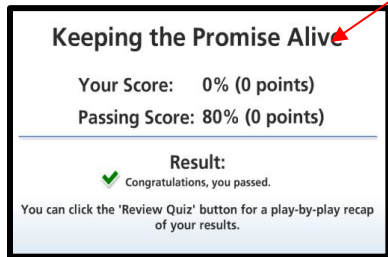 Keeping the Promise Alive
Your Score: 0% (0 points)
Passing Score: 80% (0 points)
Result:
Congratulations, you passed.
You can click the 'Review Quiz' button for a play-by-play recap
of your results.